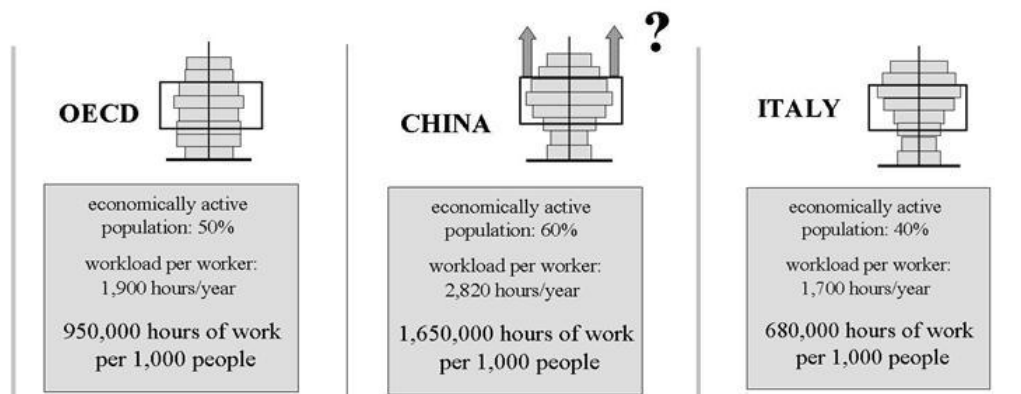 OECD
economically active
population: 50%
workload per worker:
1,900 hours/year
950,000 hours of work
per 1,000 people
?
CHINA
economically active
population: 60%
workload per worker:
2,820 hours/year
1,650,000 hours of work
per 1,000 people
ITALY
economically active
population: 40%
workload per worker:
1,700 hours/year
680,000 hours of work
per 1,000 people